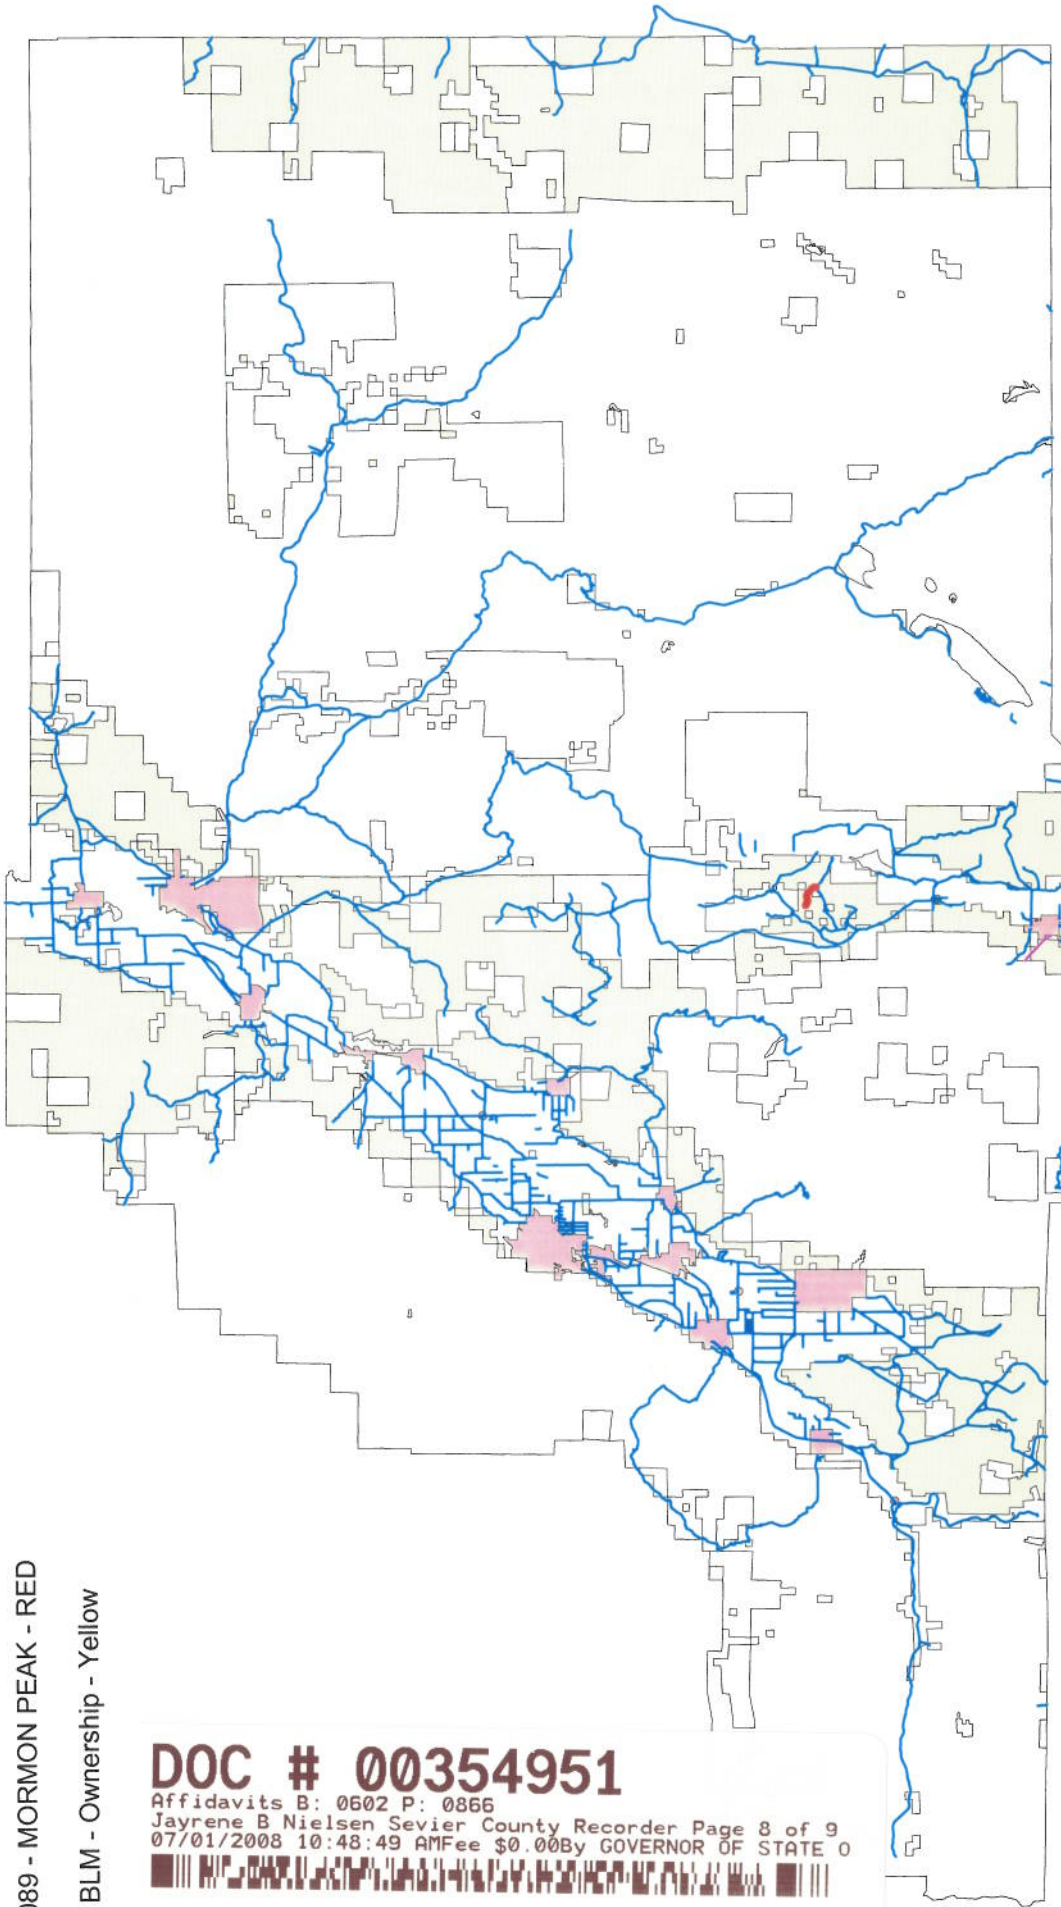 089 - MORMON PEAK - RED
BLM - Ownership - Yellow
DOC # 00354951
Affidavits B: 0602 P: 0866
Jayrene B Nielsen Sevier County Recorder Page 8 of 9
07/01/2008 10:48:49 AMFee $0.00By GOVERNOR OF STATE O